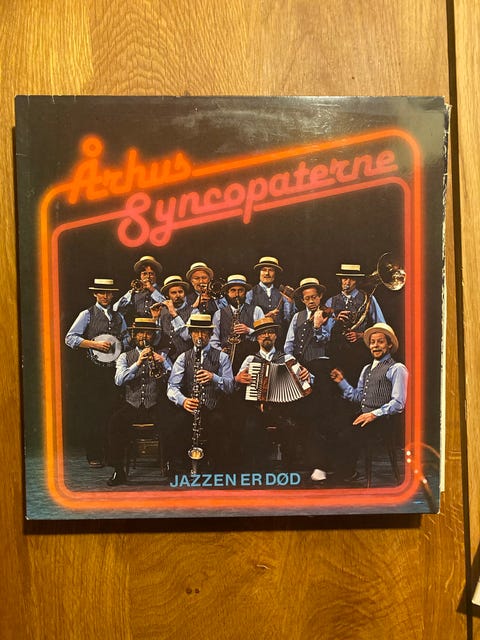 Århus
Syncopaterne
JAZZEN ER DØD